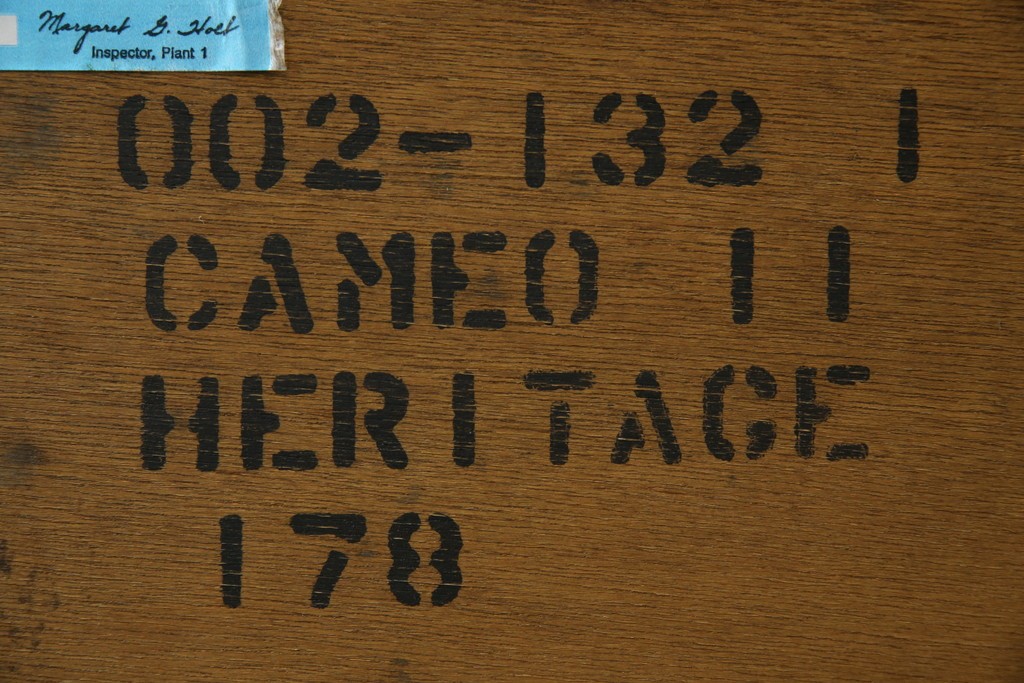 Margaret G. Holt
Inspector, Plant 1
002-132 1
CAMEO 11
HERITAGE
178